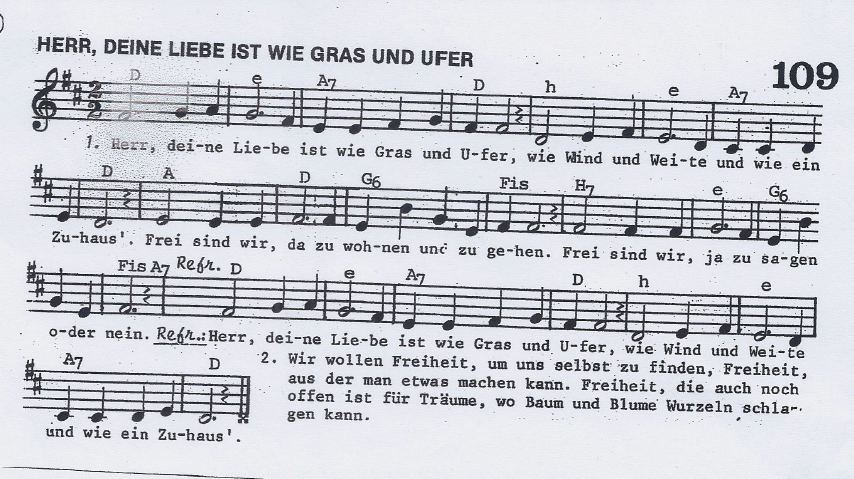 HERR, DEINE LIEBE IST WIE GRAS UND UFER
109
D e A7 D h e A7
1. Herr, dei-ne Lie-be ist wie Gras und U-fer, wie Wind und Wei-te und wie ein
D A D G6 Fis H7 e G6
Zu-haus'. Frei sind wir, da zu woh-nen und zu ge-hen. Frei sind wir, ja zu sa-gen
Fis A7 Refr. D e A7 D h e
o-der nein. Refr.: Herr, dei-ne Lie-be ist wie Gras und U-fer, wie Wind und Wei-te
A7 D
und wie ein Zu-haus'.
2. Wir wollen Freiheit, um uns selbst zu finden, Freiheit,
aus der man etwas machen kann. Freiheit, die auch noch
offen ist für Träume, wo Baum und Blume Wurzeln schla-
gen kann.